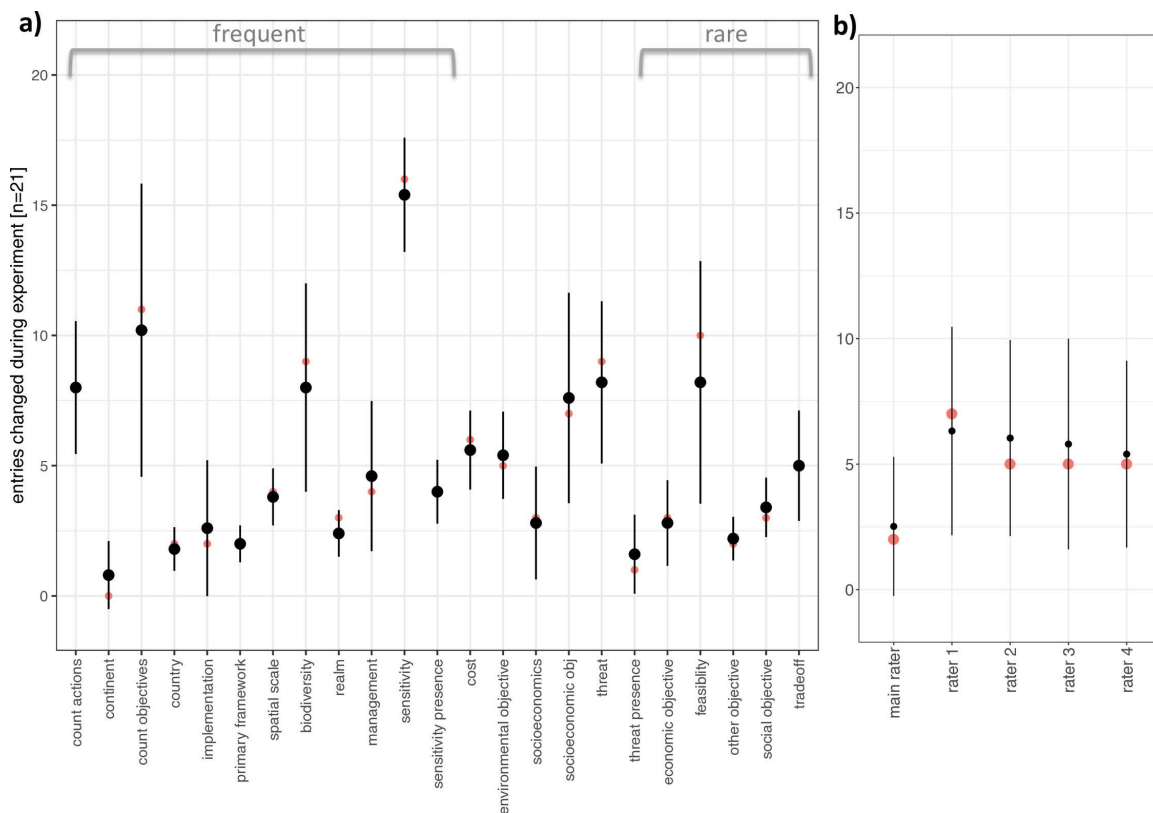 a)
frequent
rare
entries changed during experiment [n=21]
20
15
10
5
0
count actions
continent
count objectives
country
implementation
primary framework
spatial scale
biodiversity
realm
management
sensitivity
sensitivity presence
cost
environmental objective
socioeconomics
socioeconomic obj
threat
threat presence
economic objective
feasiblity
other objective
social objective
tradeoff
b)
20
15
10
5
0
main rater
rater 1
rater 2
rater 3
rater 4